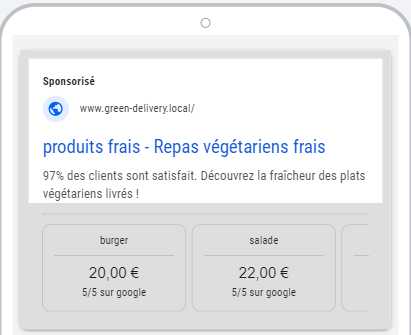 Sponsorisé
www.green-delivery.local/
produits frais - Repas végétariens frais
97% des clients sont satisfait. Découvrez la fraîcheur des plats
végétariens livrés !
burger
salade
20,00 €
22,00 €
5/5 sur google
5/5 sur google